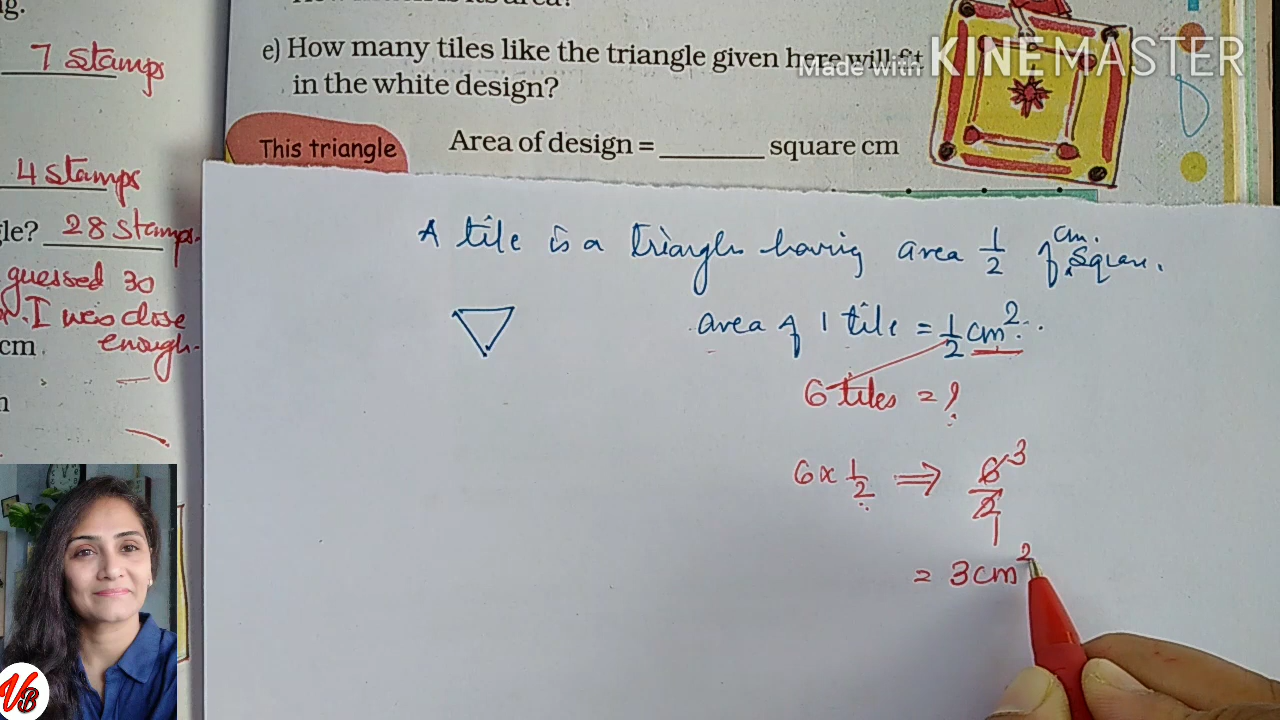 7 stamps
4 stamps
gle? 28 stamps.
guessed 30
I was close
cm enough.
e) How many tiles like the triangle given here will fit
in the white design?
Made with KINEMASTER
This triangle
Area of design = ________ square cm
A tile is a triangle having area 1/2 of cm. square.
area of 1 tile = 1/2 cm²
6 tiles = ?
6 x 1/2 ⇒ 6/2 3 1
= 3cm²
VB